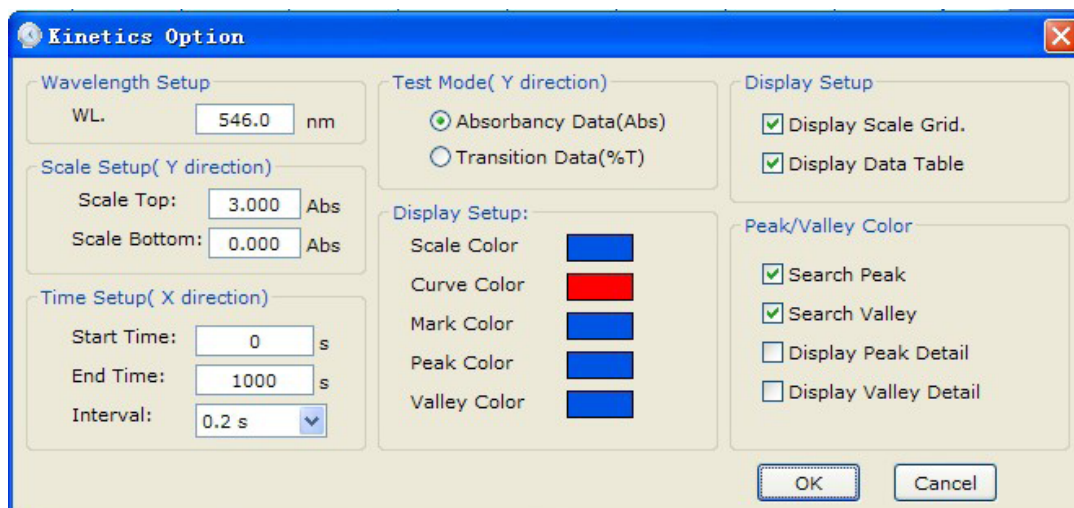 Kinetics Option
Wavelength Setup
WL. 546.0 nm
Scale Setup( Y direction)
Scale Top: 3.000 Abs
Scale Bottom: 0.000 Abs
Time Setup( X direction)
Start Time: 0 s
End Time: 1000 s
Interval: 0.2 s
Test Mode( Y direction)
Absorbancy Data(Abs)
Transition Data(%T)
Display Setup:
Scale Color
Curve Color
Mark Color
Peak Color
Valley Color
Display Setup
Display Scale Grid.
Display Data Table
Peak/Valley Color
Search Peak
Search Valley
Display Peak Detail
Display Valley Detail
OK Cancel